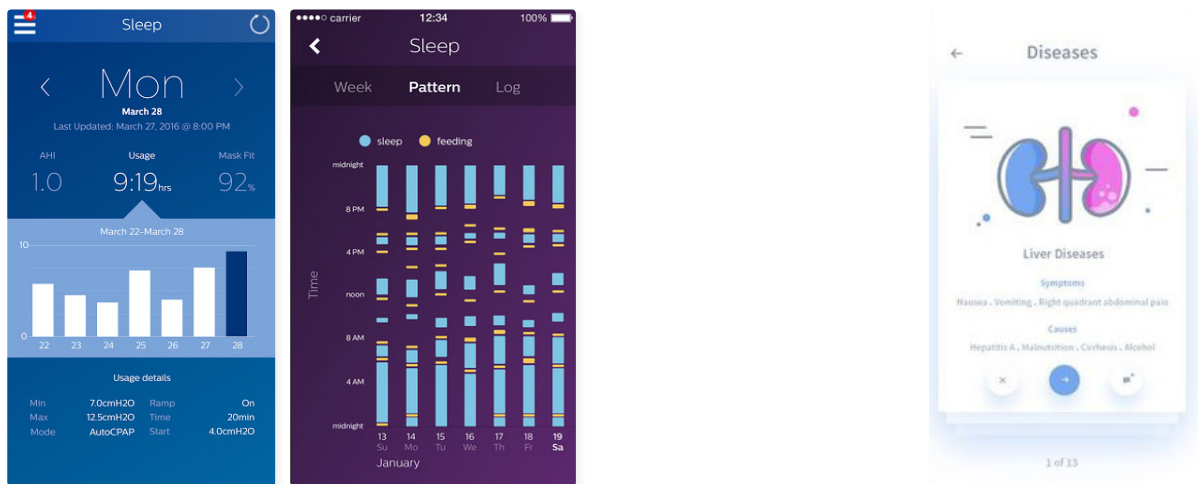 4
Sleep
Mon
March 28
Last Updated: March 27, 2016 @ 8:00 PM
AHI Usage Mask Fit
1.0 9:19 hrs 92%
March 22-March 28
10
0
22 23 24 25 26 27 28
Usage details
Min 7.0cmH2O Ramp On
Max 12.5cmH2O Time 20min
Mode AutoCPAP Start 4.0cmH2O
carrier 12:34 100%
Sleep
Week Pattern Log
sleep feeding
midnight
8 PM
4 PM
Time
noon
8 AM
4 AM
midnight
13 14 15 16 17 18 19
Su Mo Tu We Th Fr Sa
January
Diseases
Liver Diseases
Symptoms
Nausea . Vomiting . Right quadrant abdominal pain
Causes
Hepatitis A . Malnutrition . Cirrhosis . Alcohol
1 of 13